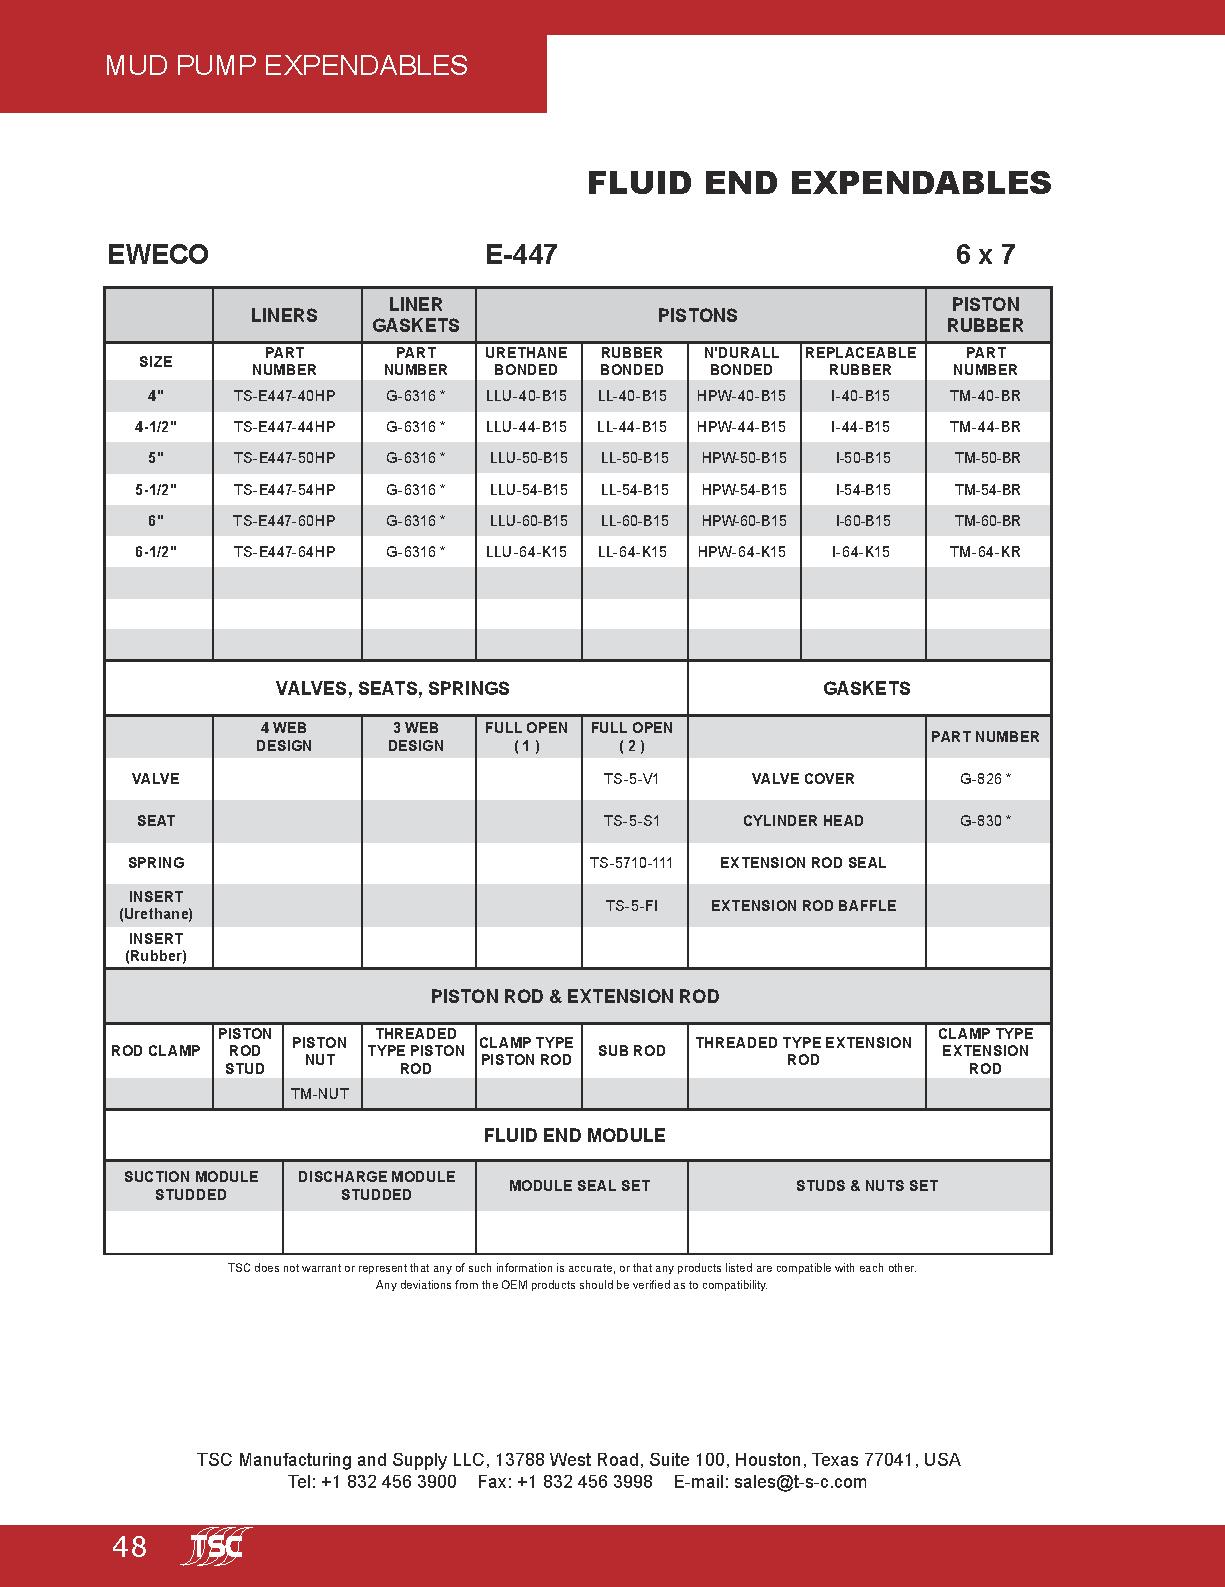 MUD PUMP EXPENDABLES
FLUID END EXPENDABLES
EWECO E-447 6 x 7
LINERS LINER GASKETS PISTONS PISTON RUBBER
SIZE PART NUMBER PART NUMBER URETHANE BONDED RUBBER BONDED N'DURALL BONDED REPLACEABLE RUBBER PART NUMBER
4" TS-E447-40HP G-6316 * LLU-40-B15 LL-40-B15 HPW-40-B15 I-40-B15 TM-40-BR
4-1/2" TS-E447-44HP G-6316 * LLU-44-B15 LL-44-B15 HPW-44-B15 I-44-B15 TM-44-BR
5" TS-E447-50HP G-6316 * LLU-50-B15 LL-50-B15 HPW-50-B15 I-50-B15 TM-50-BR
5-1/2" TS-E447-54HP G-6316 * LLU-54-B15 LL-54-B15 HPW-54-B15 I-54-B15 TM-54-BR
6" TS-E447-60HP G-6316 * LLU-60-B15 LL-60-B15 HPW-60-B15 I-60-B15 TM-60-BR
6-1/2" TS-E447-64HP G-6316 * LLU-64-K15 LL-64-K15 HPW-64-K15 I-64-K15 TM-64-KR
VALVES, SEATS, SPRINGS GASKETS
4 WEB DESIGN 3 WEB DESIGN FULL OPEN ( 1 ) FULL OPEN ( 2 ) PART NUMBER
VALVE TS-5-V1 VALVE COVER G-826 *
SEAT TS-5-S1 CYLINDER HEAD G-830 *
SPRING TS-5710-111 EXTENSION ROD SEAL
INSERT (Urethane) TS-5-FI EXTENSION ROD BAFFLE
INSERT (Rubber)
PISTON ROD & EXTENSION ROD
ROD CLAMP PISTON ROD STUD PISTON NUT THREADED TYPE PISTON ROD CLAMP TYPE PISTON ROD SUB ROD THREADED TYPE EXTENSION ROD CLAMP TYPE EXTENSION ROD
TM-NUT
FLUID END MODULE
SUCTION MODULE STUDDED DISCHARGE MODULE STUDDED MODULE SEAL SET STUDS & NUTS SET
TSC does not warrant or represent that any of such information is accurate, or that any products listed are compatible with each other.
Any deviations from the OEM products should be verified as to compatibility.
TSC Manufacturing and Supply LLC, 13788 West Road, Suite 100, Houston, Texas 77041, USA
Tel: +1 832 456 3900 Fax: +1 832 456 3998 E-mail: sales@t-s-c.com
48 TSC